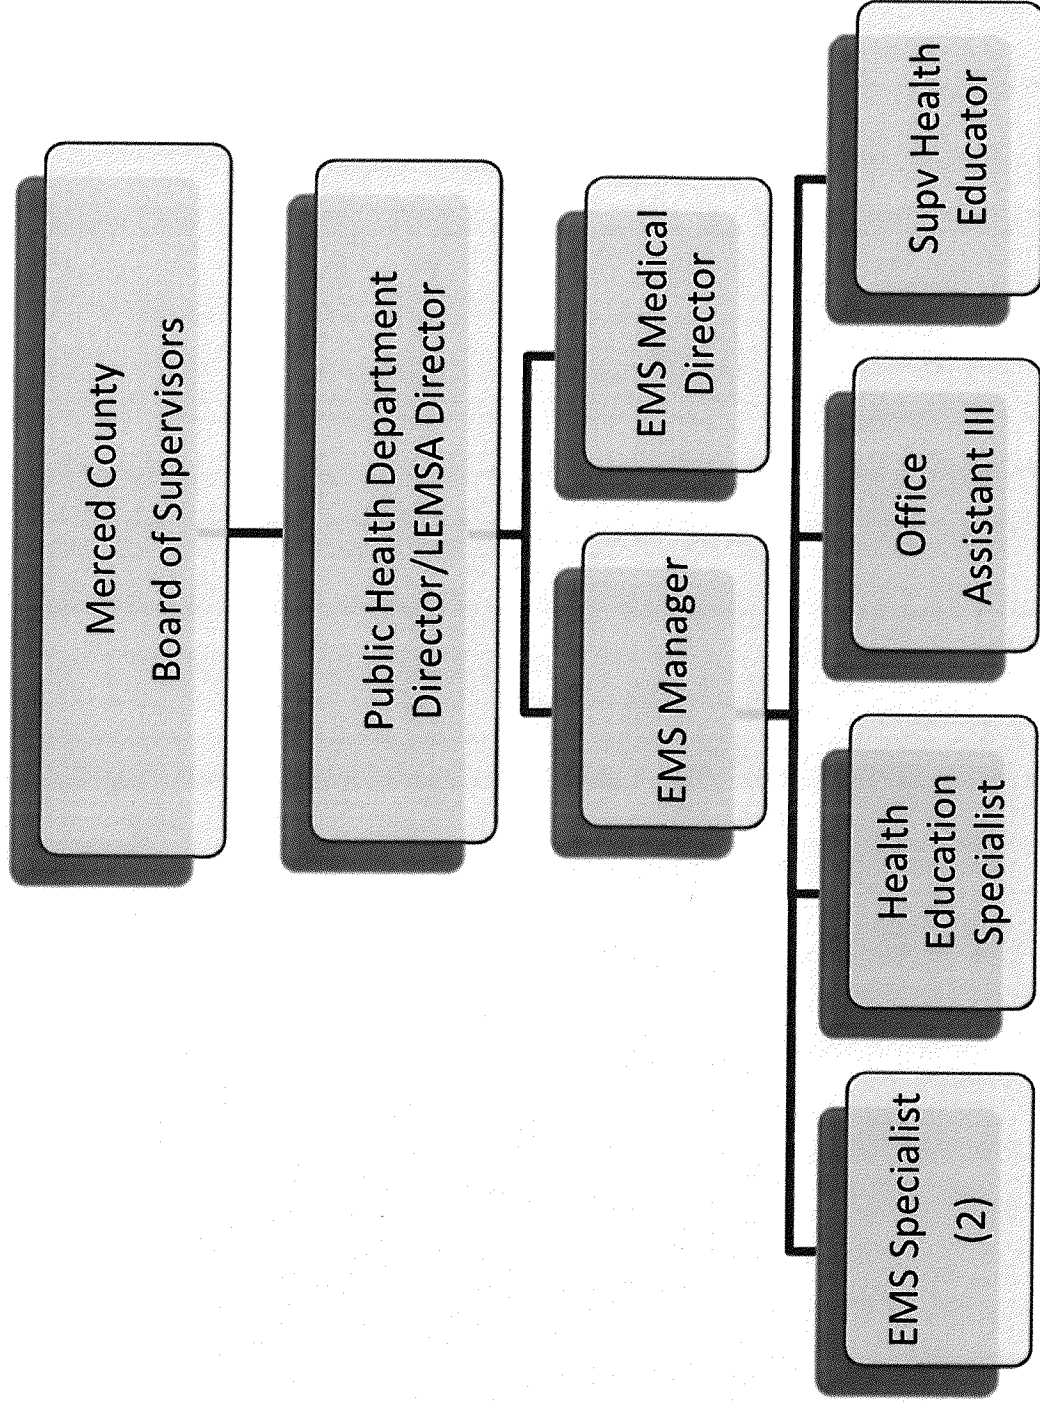 Merced County
Board of Supervisors
Public Health Department
Director/LEMSA Director
EMS Manager
EMS Medical
Director
EMS Specialist
(2)
Health
Education
Specialist
Office
Assistant III
Supv Health
Educator